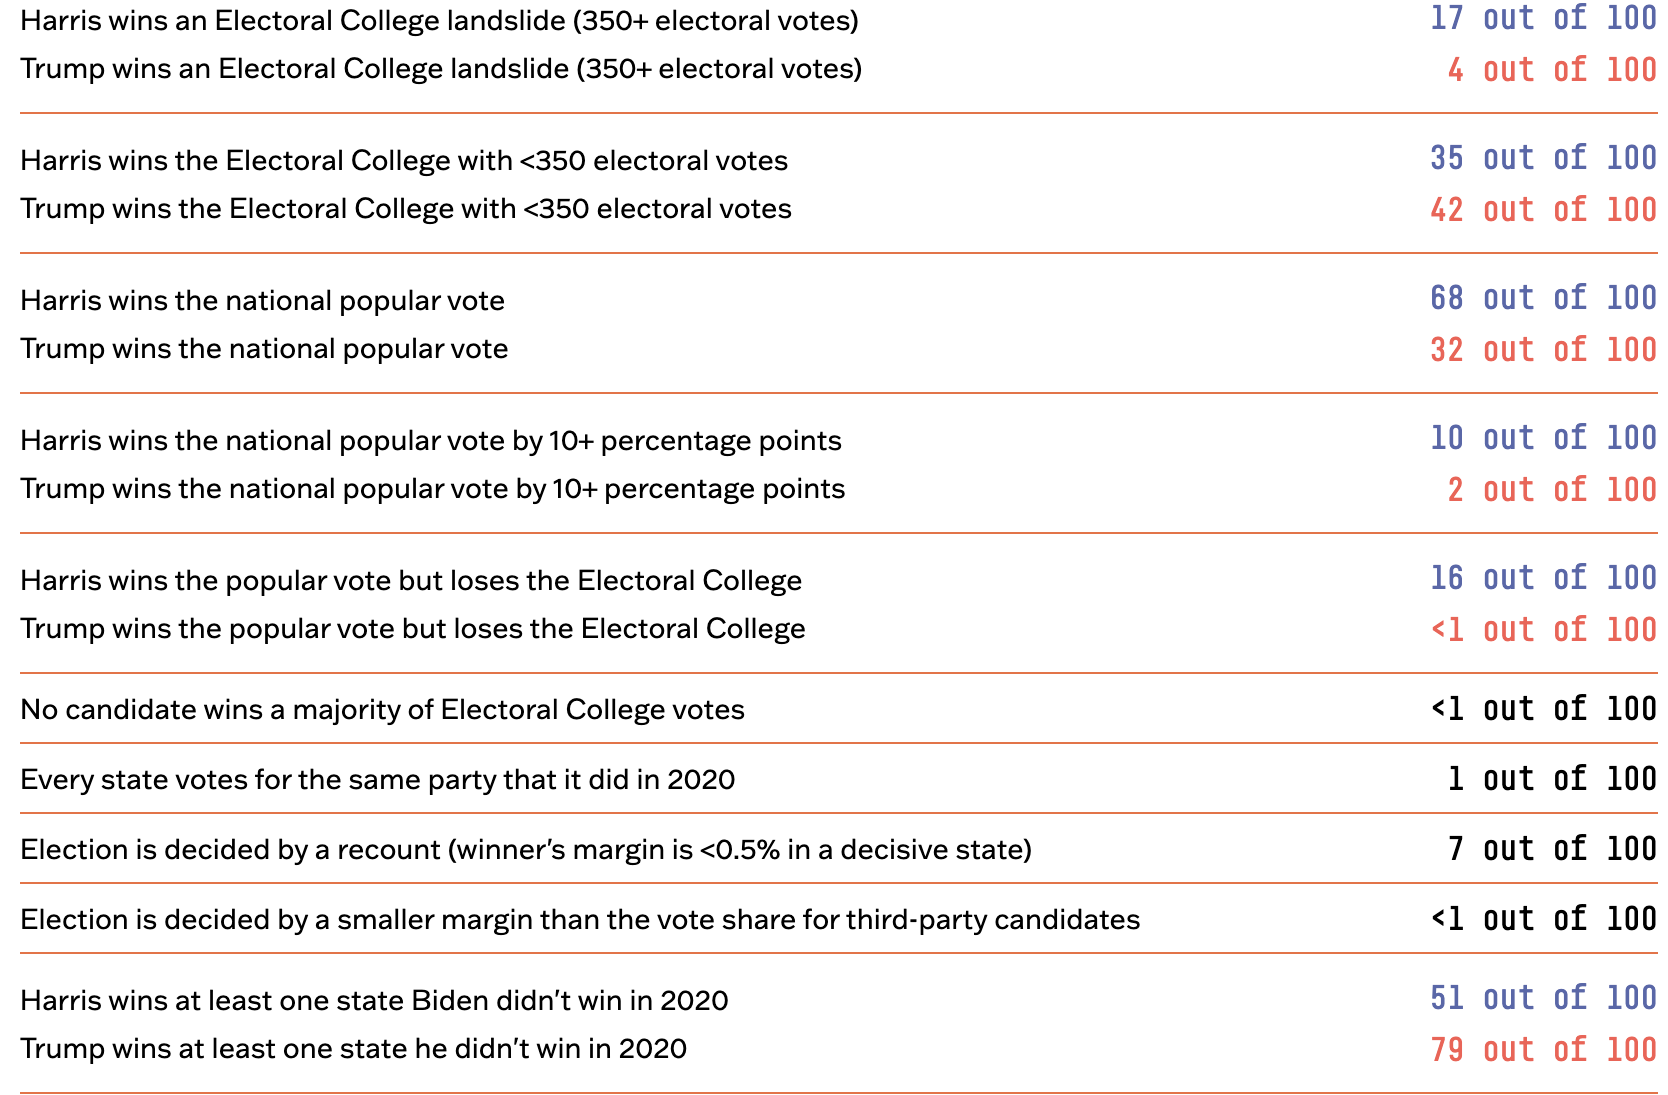 Harris wins an Electoral College landslide (350+ electoral votes) 17 out of 100
Trump wins an Electoral College landslide (350+ electoral votes) 4 out of 100
Harris wins the Electoral College with <350 electoral votes 35 out of 100
Trump wins the Electoral College with <350 electoral votes 42 out of 100
Harris wins the national popular vote 68 out of 100
Trump wins the national popular vote 32 out of 100
Harris wins the national popular vote by 10+ percentage points 10 out of 100
Trump wins the national popular vote by 10+ percentage points 2 out of 100
Harris wins the popular vote but loses the Electoral College 16 out of 100
Trump wins the popular vote but loses the Electoral College <1 out of 100
No candidate wins a majority of Electoral College votes <1 out of 100
Every state votes for the same party that it did in 2020 1 out of 100
Election is decided by a recount (winner’s margin is <0.5% in a decisive state) 7 out of 100
Election is decided by a smaller margin than the vote share for third-party candidates <1 out of 100
Harris wins at least one state Biden didn’t win in 2020 51 out of 100
Trump wins at least one state he didn’t win in 2020 79 out of 100